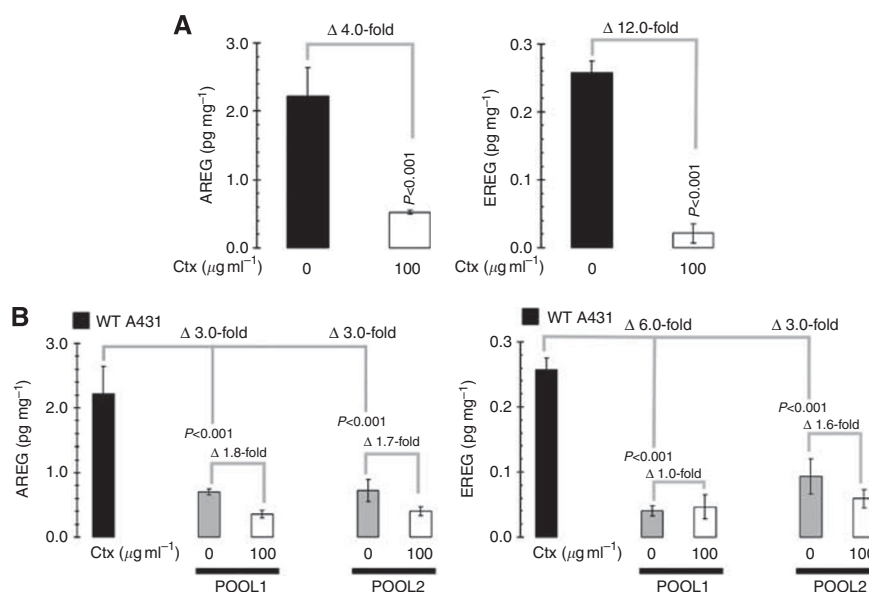 A
Δ 4.0-fold
3.0
2.0
1.0
0.0
AREG (pg mg⁻¹)
P<0.001
Ctx (μg ml⁻¹) 0 100
Δ 12.0-fold
0.3
0.2
0.1
0.0
EREG (pg mg⁻¹)
P<0.001
Ctx (μg ml⁻¹) 0 100
B
WT A431
Δ 3.0-fold Δ 3.0-fold
3.0
2.0
1.0
0.0
AREG (pg mg⁻¹)
P<0.001
Δ 1.8-fold
P<0.001
Δ 1.7-fold
Ctx (μg ml⁻¹) 0 100 0 100
POOL1 POOL2
WT A431
Δ 6.0-fold Δ 3.0-fold
0.3
0.2
0.1
0.0
EREG (pg mg⁻¹)
P<0.001
Δ 1.0-fold
P<0.001
Δ 1.6-fold
Ctx (μg ml⁻¹) 0 100 0 100
POOL1 POOL2